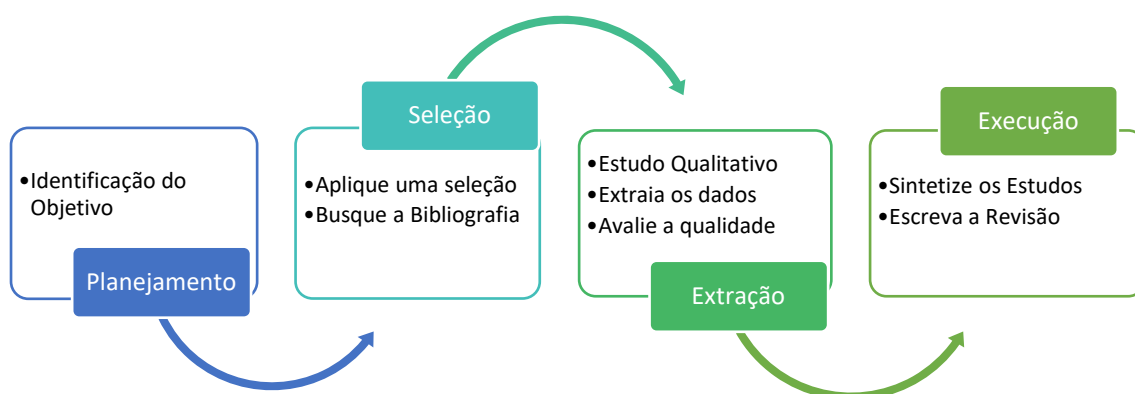 •Identificação do
Objetivo
Planejamento
Seleção
•Aplique uma seleção
•Busque a Bibliografia
•Estudo Qualitativo
•Extraia os dados
•Avalie a qualidade
Extração
Execução
•Sintetize os Estudos
•Escreva a Revisão